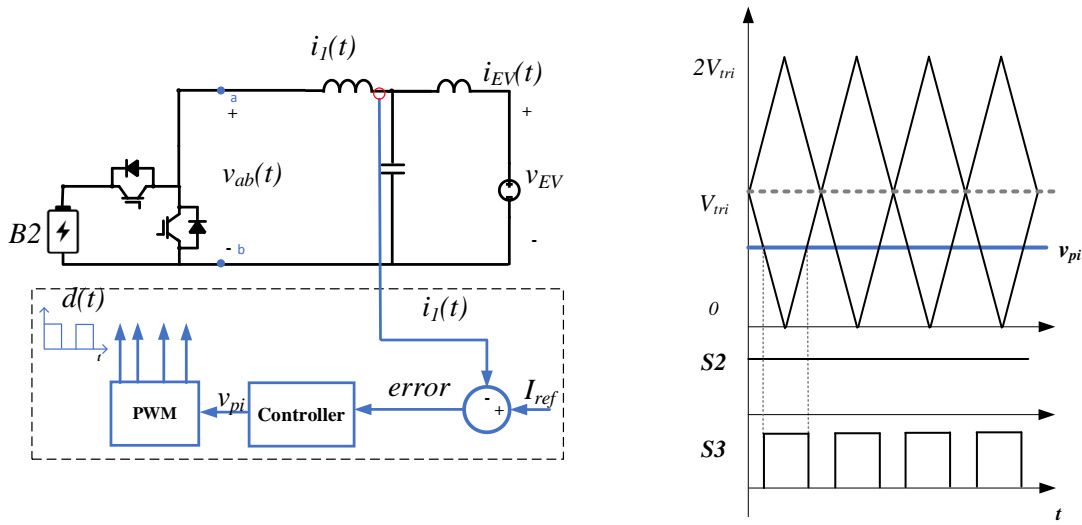 i1(t)
iEV(t)
a
+
+
vab(t)
vEV
B2
-
b
-
d(t)
t
i1(t)
error
-
+
Iref
vpi
PWM
Controller
2Vtri
Vtri
vpi
0
S2
S3
t